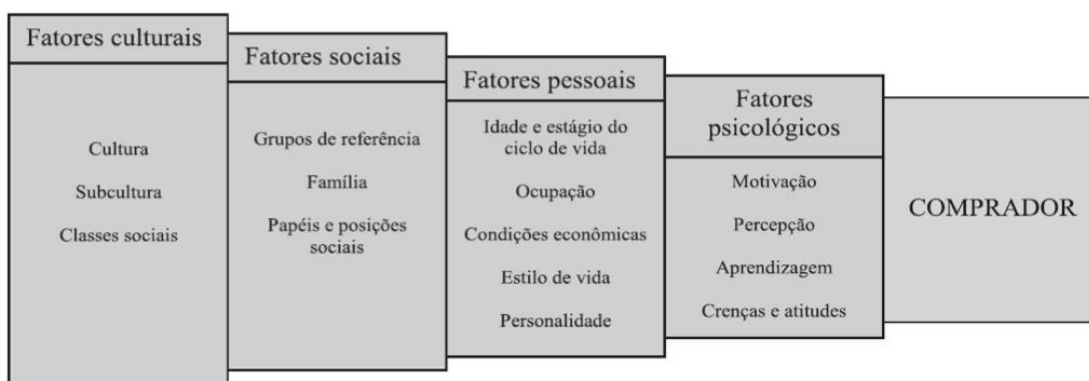 Fatores culturais
Cultura
Subcultura
Classes sociais
Fatores sociais
Grupos de referência
Família
Papéis e posições
sociais
Fatores pessoais
Idade e estágio do
ciclo de vida
Ocupação
Condições econômicas
Estilo de vida
Personalidade
Fatores
psicológicos
Motivação
Percepção
Aprendizagem
Crenças e atitudes
COMPRADOR